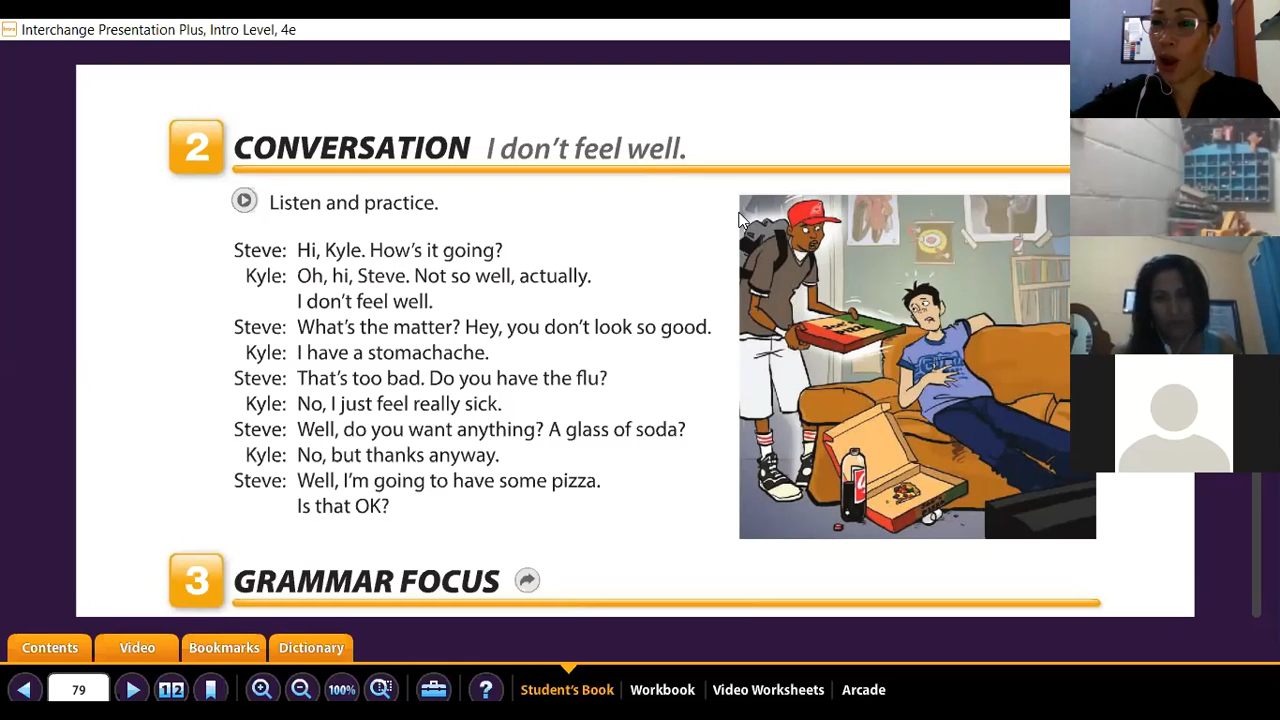 Interchange Presentation Plus, Intro Level, 4e
2 CONVERSATION I don't feel well.
Listen and practice.
Steve: Hi, Kyle. How's it going?
Kyle: Oh, hi, Steve. Not so well, actually.
I don't feel well.
Steve: What's the matter? Hey, you don't look so good.
Kyle: I have a stomachache.
Steve: That's too bad. Do you have the flu?
Kyle: No, I just feel really sick.
Steve: Well, do you want anything? A glass of soda?
Kyle: No, but thanks anyway.
Steve: Well, I'm going to have some pizza.
Is that OK?
3 GRAMMAR FOCUS
Contents Video Bookmarks Dictionary
79 12 100% ? Student's Book Workbook Video Worksheets Arcade